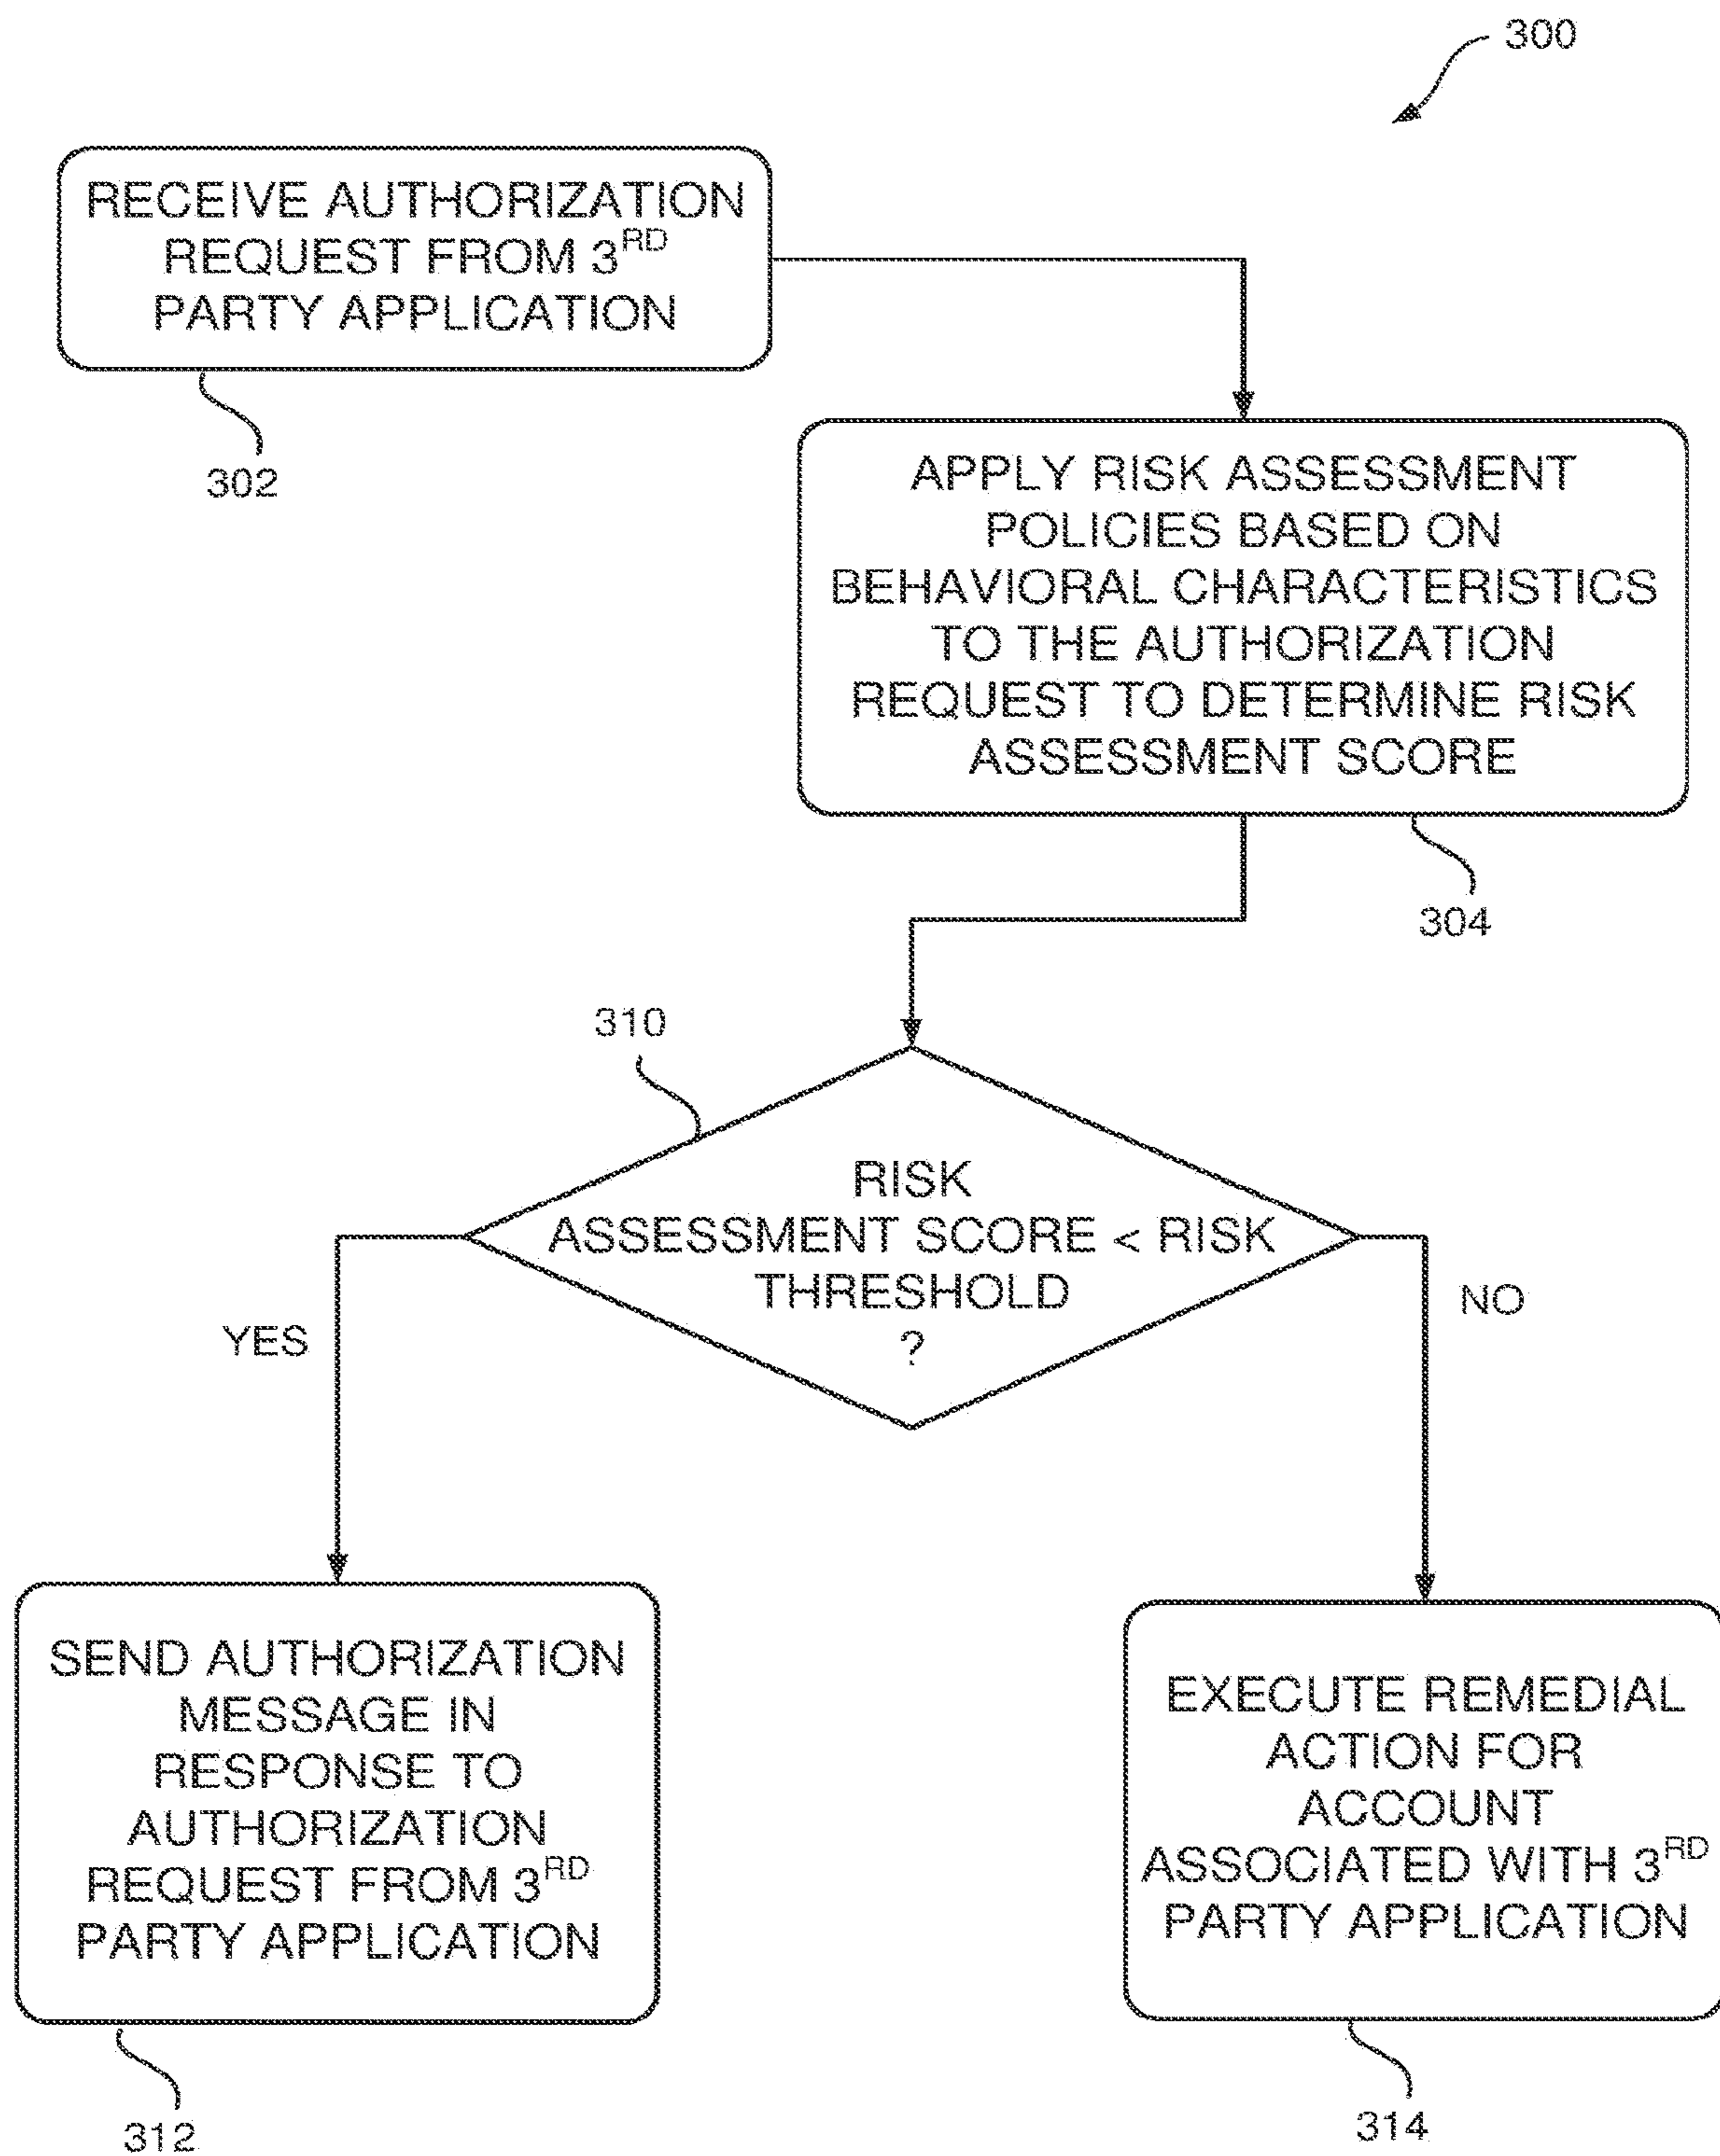 300
RECEIVE AUTHORIZATION
REQUEST FROM 3RD
PARTY APPLICATION
302
APPLY RISK ASSESSMENT
POLICIES BASED ON
BEHAVIORAL CHARACTERISTICS
TO THE AUTHORIZATION
REQUEST TO DETERMINE RISK
ASSESSMENT SCORE
304
310
RISK
ASSESSMENT SCORE < RISK
THRESHOLD
?
YES
NO
SEND AUTHORIZATION
MESSAGE IN
RESPONSE TO
AUTHORIZATION
REQUEST FROM 3RD
PARTY APPLICATION
312
EXECUTE REMEDIAL
ACTION FOR
ACCOUNT
ASSOCIATED WITH 3RD
PARTY APPLICATION
314